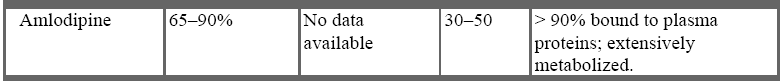 Amlodipine 65–90% No data 30–50 > 90% bound to plasma
available proteins; extensively
metabolized.